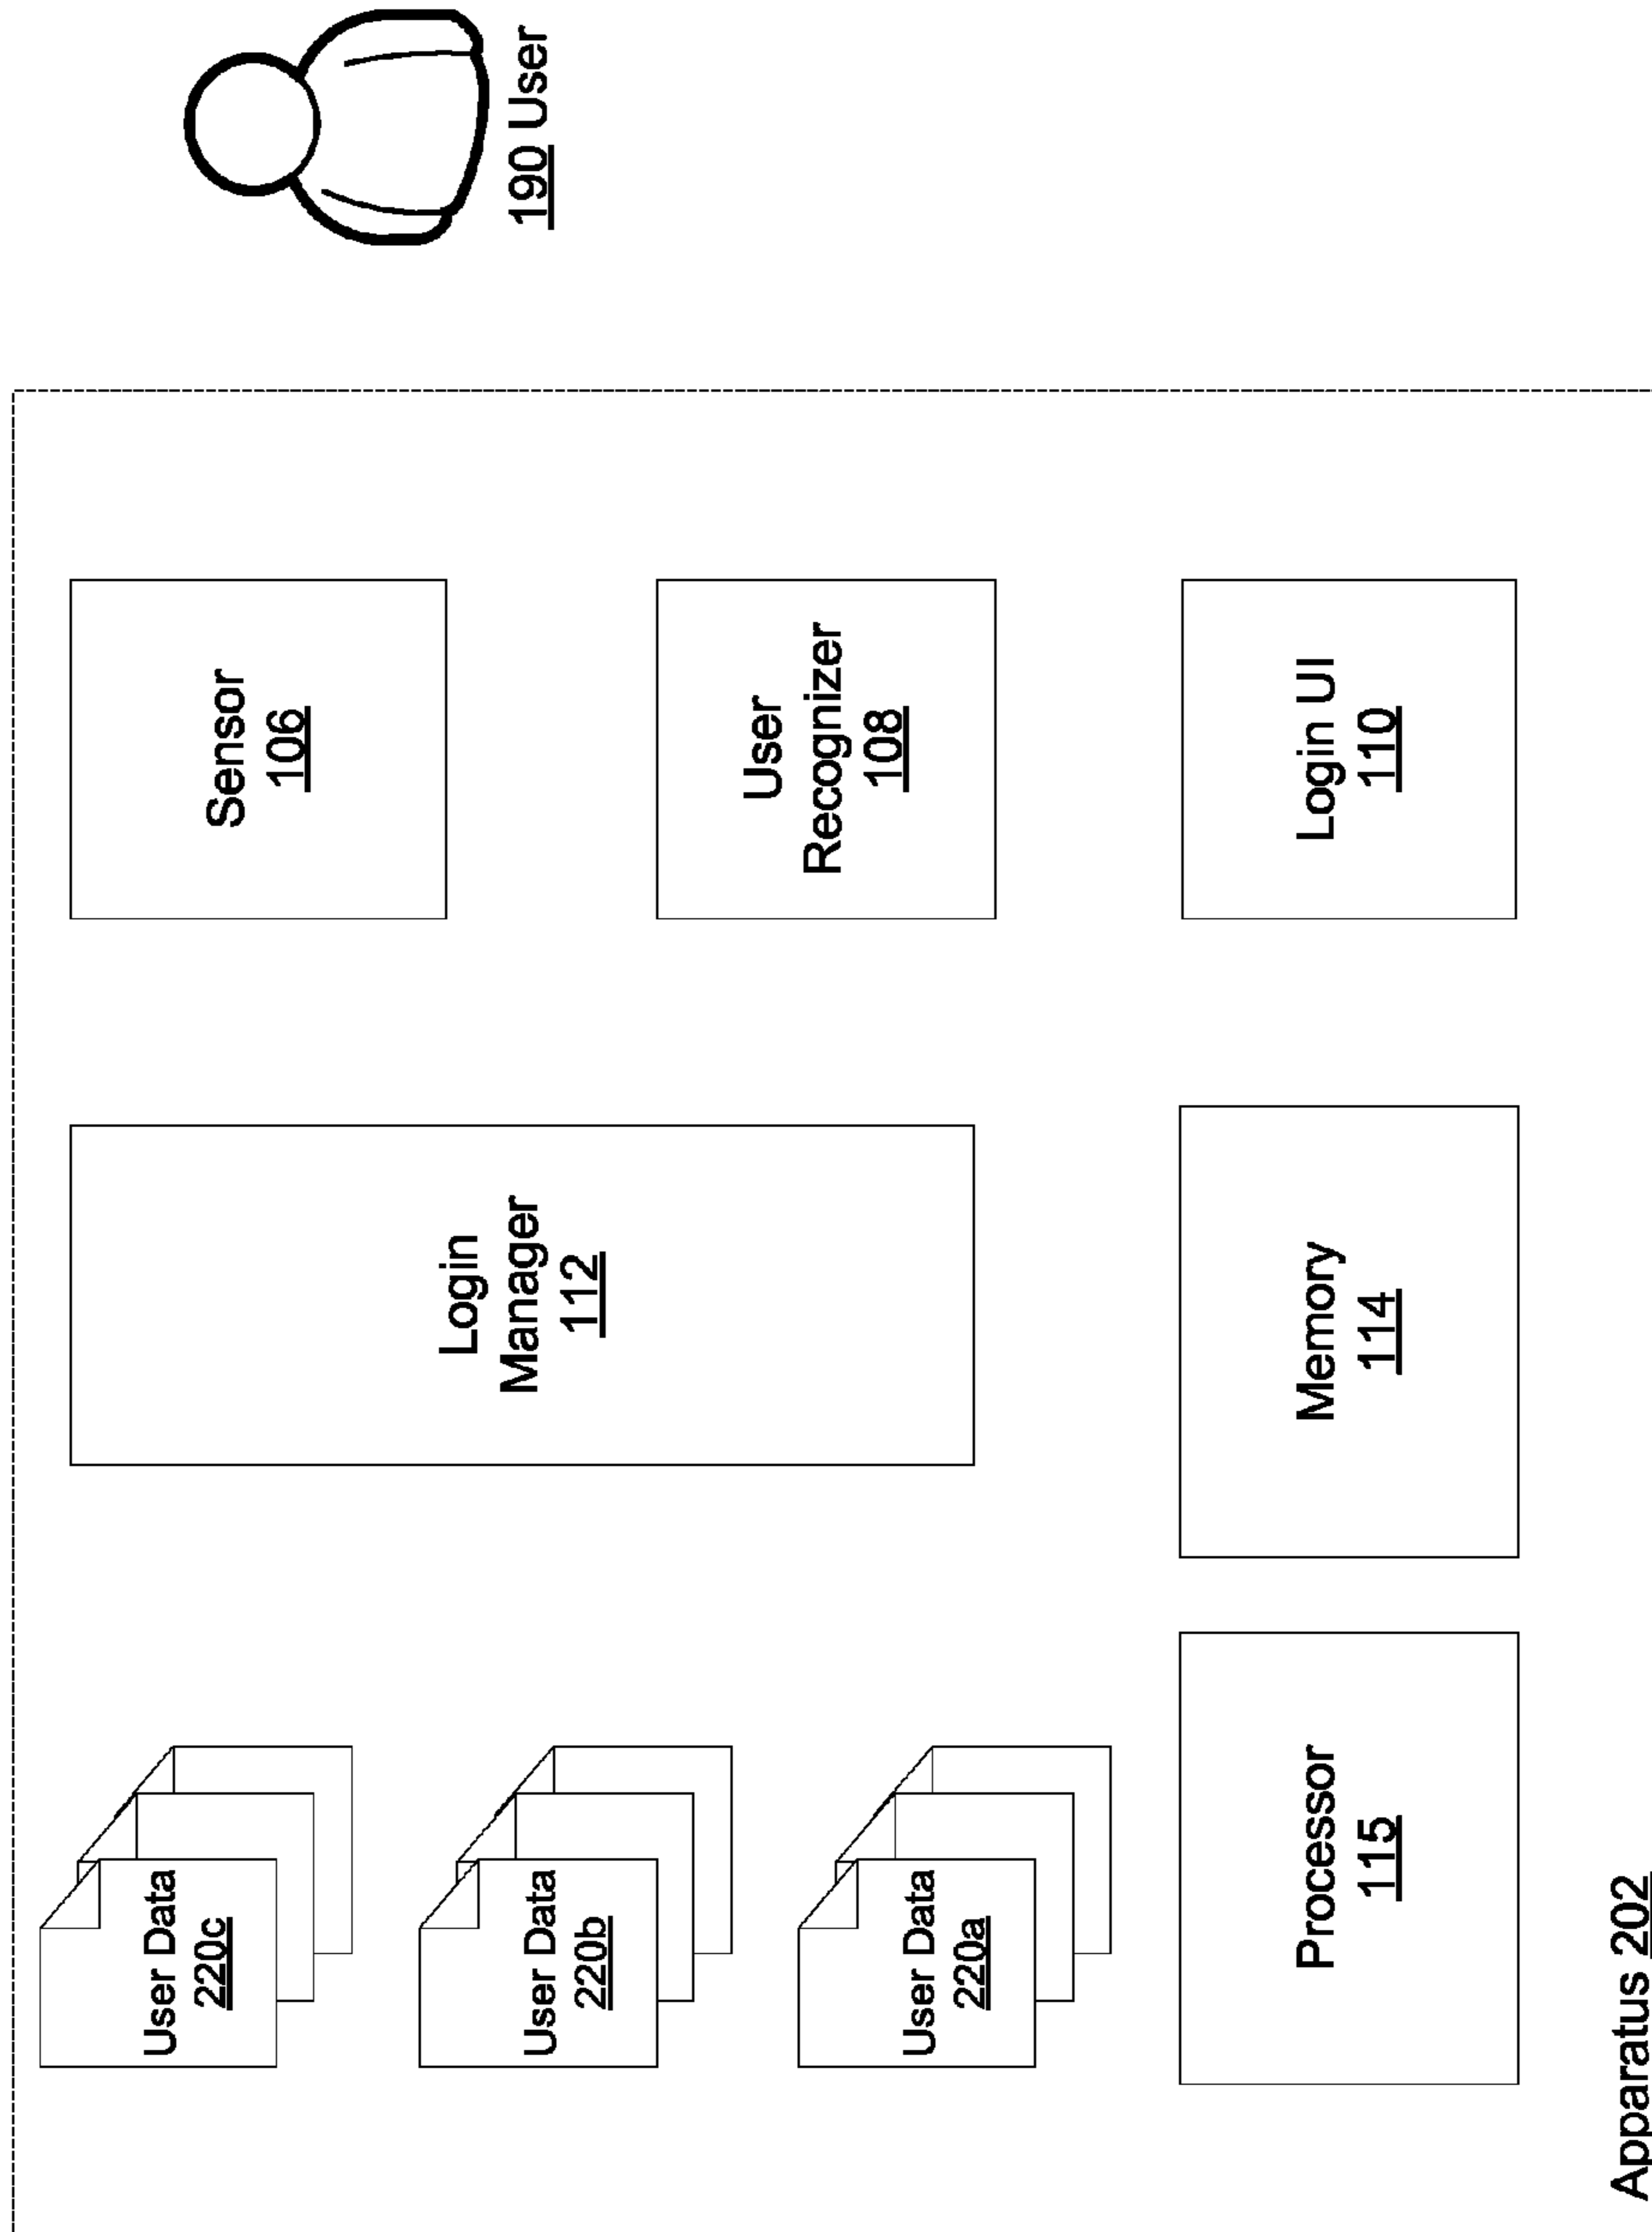 User Data
220c
User Data
220b
User Data
220a
Login
Manager
112
Sensor
106
User
Recognizer
108
Processor
115
Memory
114
Login UI
110
190 User
Apparatus 202